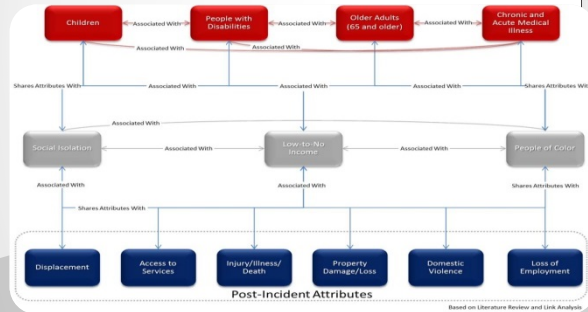 Children
People with
Disabilities
Older Adults
(65 and older)
Chronic and
Acute Medical
Illness
Associated With
Associated With
Associated With
Associated With
Associated With
Shares Attributes With
Associated With
Associated With
Associated With
Shares Attributes With
Associated With
Social Isolation
Associated With
Low-to-No
Income
Associated With
People of Color
Associated With
Associated With
Shares Attributes With
Shares Attributes With
Displacement
Access to
Services
Injury/Illness/
Death
Property
Damage/Loss
Domestic
Violence
Loss of
Employment
Post-Incident Attributes
Based on Literature Review and Link Analysis